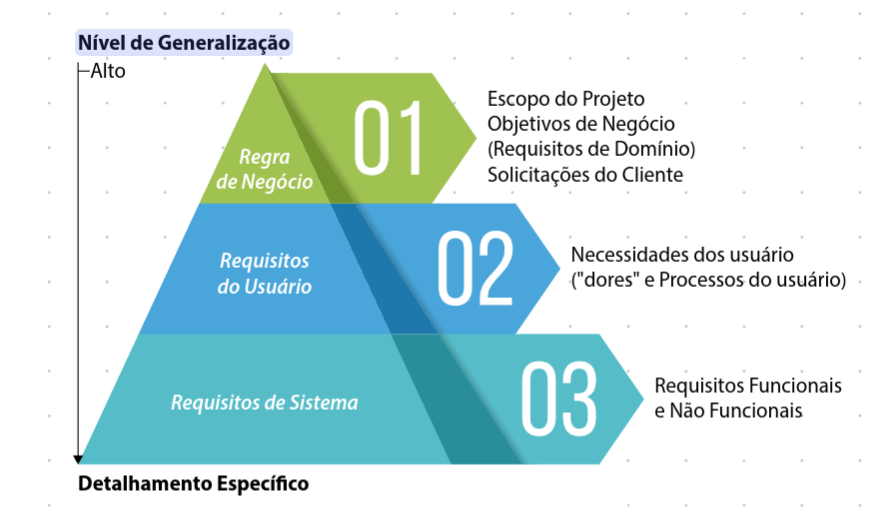 Nível de Generalização
Alto
Regra
de Negócio
01
Escopo do Projeto
Objetivos de Negócio
(Requisitos de Domínio)
Solicitações do Cliente
Requisitos
do Usuário
02
Necessidades dos usuário
("dores" e Processos do usuário)
Requisitos de Sistema
03
Requisitos Funcionais
e Não Funcionais
Detalhamento Específico